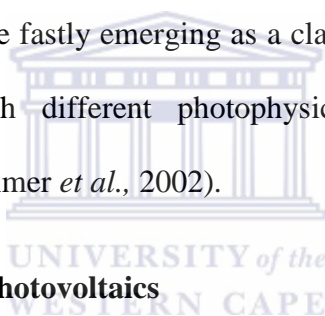 e fastly emerging as a cla
h different photophysic
mer et al., 2002).
UNIVERSITY of the
hotovoltaics
WESTERN CAPE